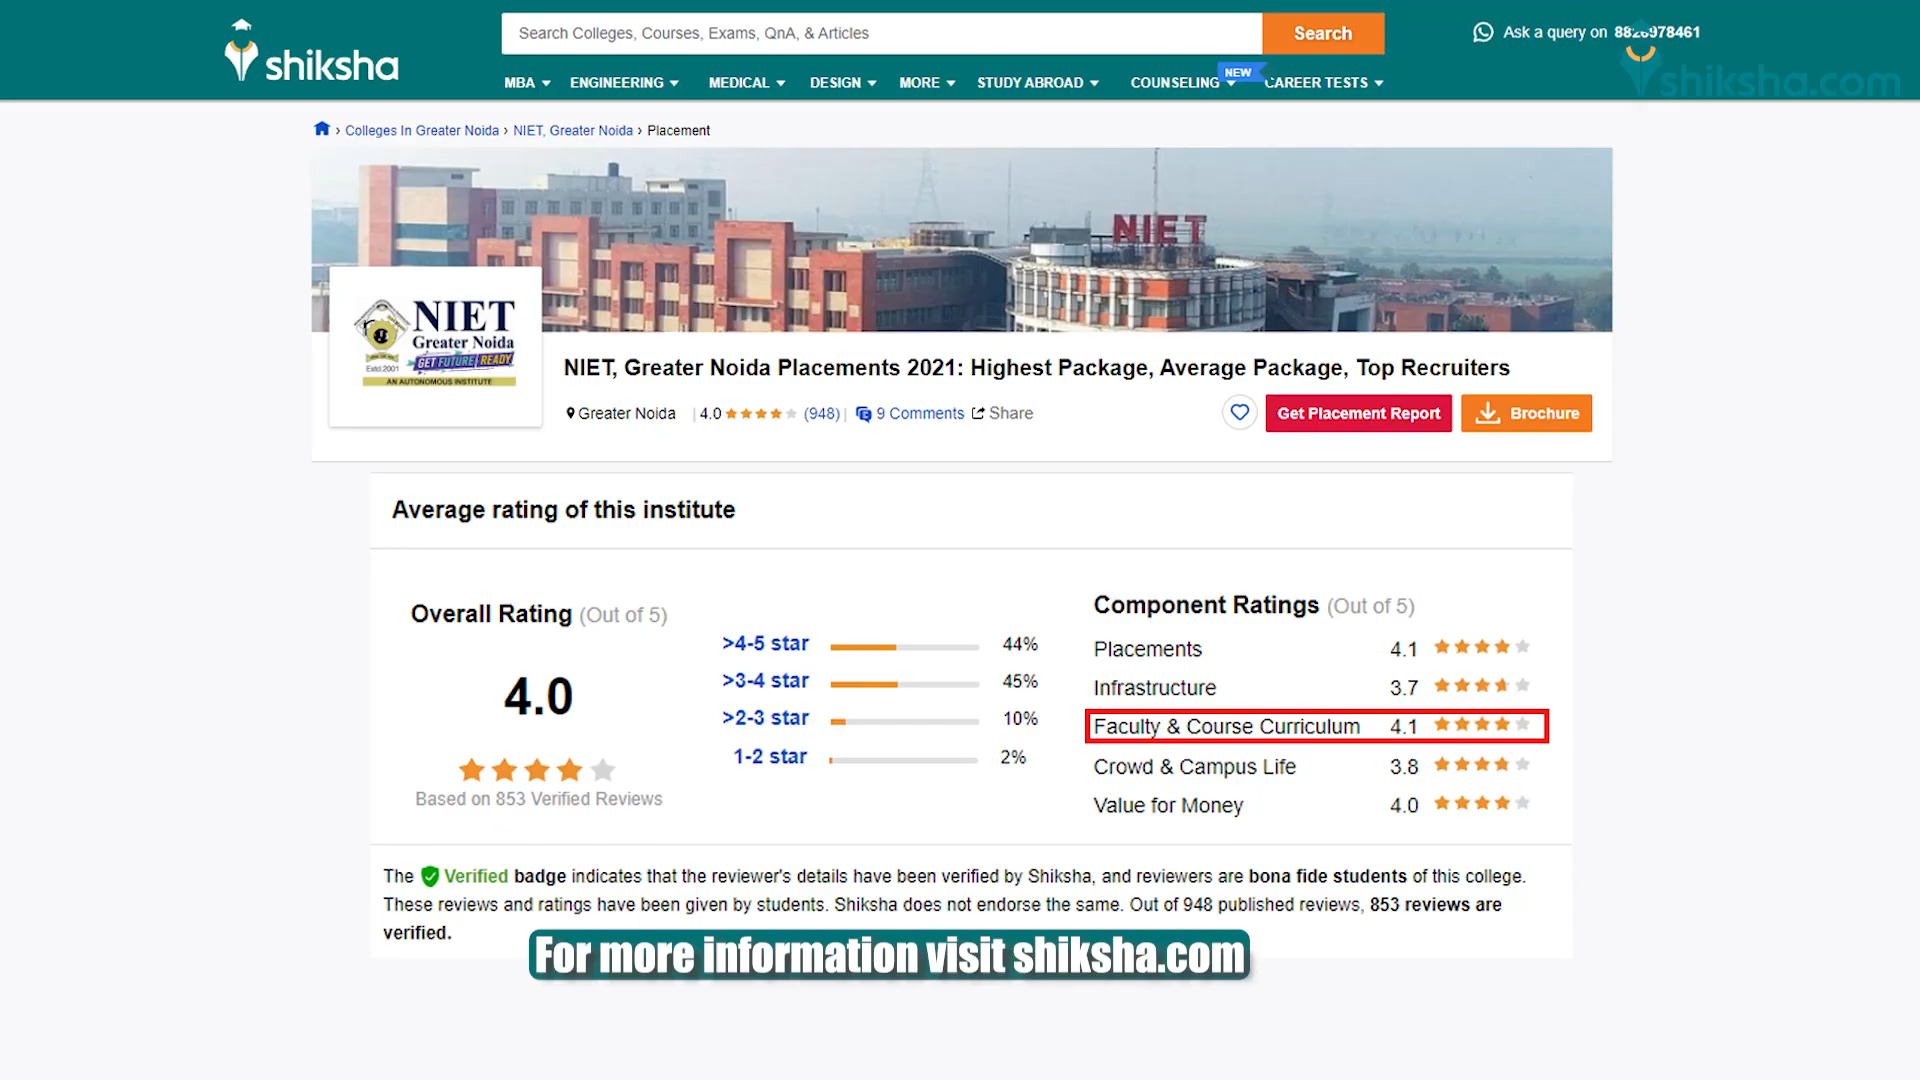 shiksha
Search Colleges, Courses, Exams, QnA, & Articles
Search
Ask a query on
shiksha.com
MBA ENGINEERING MEDICAL DESIGN MORE STUDY ABROAD COUNSELING NEW CAREER TESTS
› Colleges In Greater Noida › NIET, Greater Noida › Placement
NIET
NIET
Greater Noida
GET FUTURE READY
Estd.2001
AN AUTONOMOUS INSTITUTE
NIET, Greater Noida Placements 2021: Highest Package, Average Package, Top Recruiters
Greater Noida | 4.0 (948) | 9 Comments Share
Get Placement Report
Brochure
Average rating of this institute
Overall Rating (Out of 5)
4.0
Based on 853 Verified Reviews
>4-5 star 44%
>3-4 star 45%
>2-3 star 10%
1-2 star 2%
Component Ratings (Out of 5)
Placements 4.1
Infrastructure 3.7
Faculty & Course Curriculum 4.1
Crowd & Campus Life 3.8
Value for Money 4.0
The Verified badge indicates that the reviewer's details have been verified by Shiksha, and reviewers are bona fide students of this college.
These reviews and ratings have been given by students. Shiksha does not endorse the same. Out of 948 published reviews, 853 reviews are
verified.
For more information visit shiksha.com